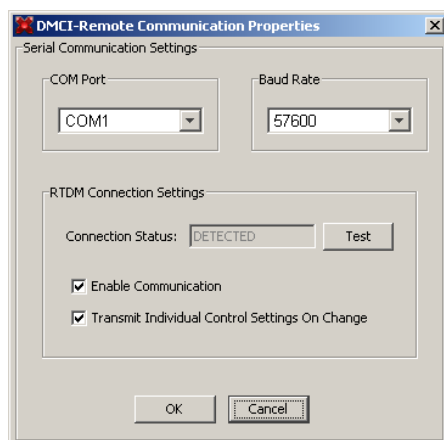 DMCI-Remote Communication Properties
Serial Communication Settings
COM Port
Baud Rate
COM1
57600
RTDM Connection Settings
Connection Status: DETECTED Test
Enable Communication
Transmit Individual Control Settings On Change
OK Cancel